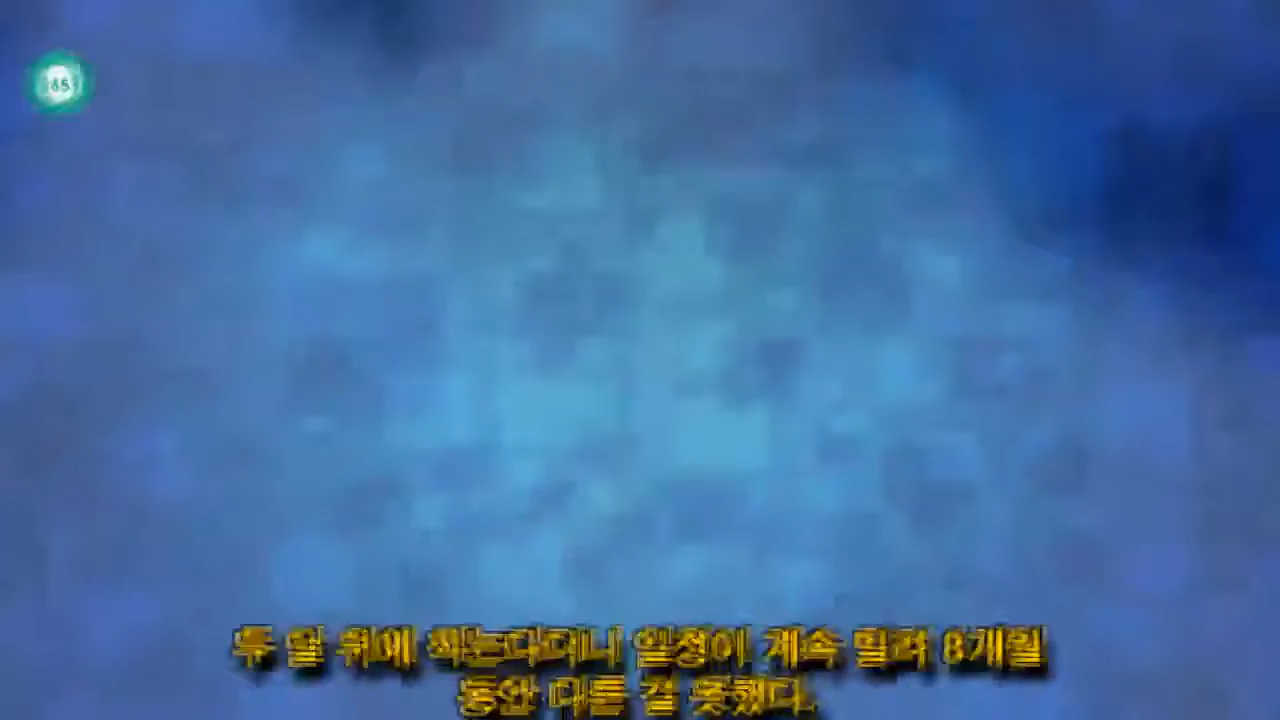 두 달 뒤에 찍는다더니 일정이 계속 밀려 8개월
동안 다른 걸 못했다.